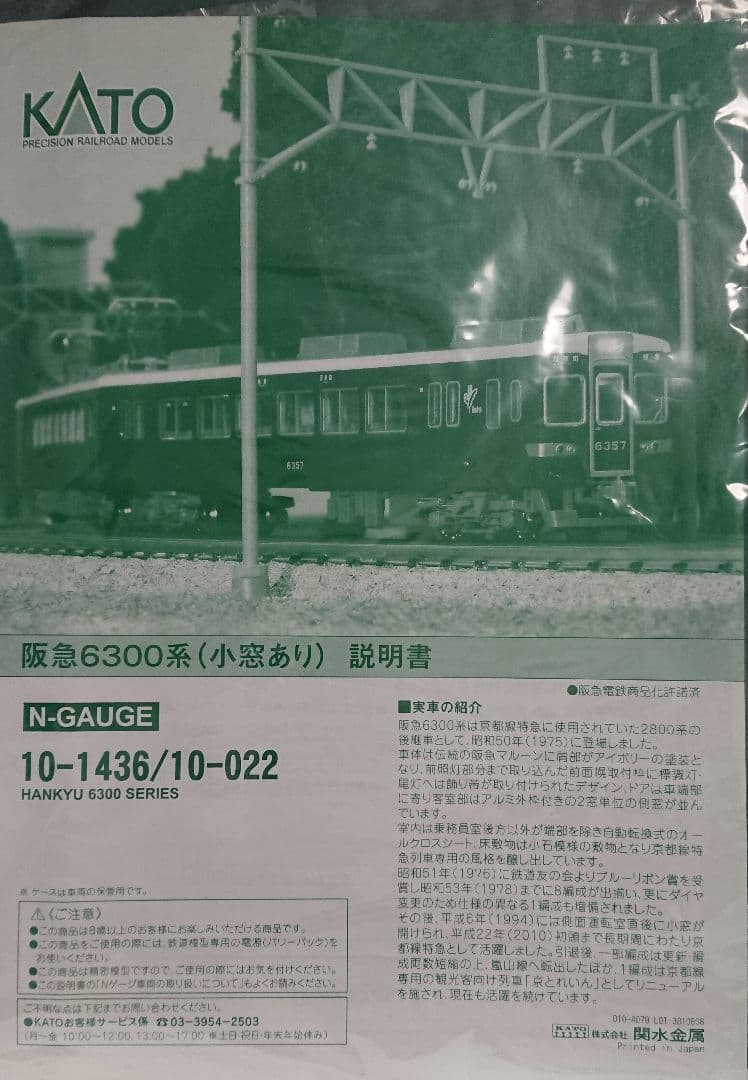 KATO
PRECISION RAILROAD MODELS
6357
6357
阪急6300系（小窓あり） 説明書
●阪急電鉄商品化許諾済
N-GAUGE
10-1436/10-022
HANKYU 6300 SERIES
■実車の紹介
阪急6300系は京都線特急に使用されていた2800系の
後継車として、昭和50年(1975)に登場しました。
車体は伝統の阪急マルーンに肩部がアイボリーの塗装と
なり、前照灯部分まで取り込んだ前面幌取付枠に標識灯・
尾灯へは飾り帯が取り付けられたデザイン、ドアは車端部
に寄り客室部はアルミ外枠付きの2窓単位の側窓が並ん
でいます。
室内は乗務員室後方以外が端部を除き自動転換式のオー
ルクロスシート、床敷物は小石模様の敷物となり京都線特
急列車専用の風格を醸し出しています。
昭和51年(1976)に鉄道友の会よりブルーリボン賞を受
賞し昭和53年(1978)までに8編成が出揃い、更にダイヤ
変更のため仕様の異なる1編成も増備されました。
その後、平成6年(1994)には側面運転室直後に小窓が
開けられ、平成22年(2010)初頭まで長期間にわたり京
都線特急として活躍しました。引退後、一部編成は更新・編
成両数短縮の上、嵐山線へ転出したほか、1編成は京都線
専用の観光客向け列車「京とれいん」としてリニューアル
を施され、現在も活躍を続けています。
※ ケースは車両の保管用です。
⚠〈ご注意〉
●この商品は8歳以上のお客様にお楽しみいただける商品です。
●この商品をご使用の際には、鉄道模型専用の電源(パワーパック)を
お使いください。
●この商品は精密模型ですので、ご使用の際にはお気を付けください。
●この説明書の「Nゲージ車両の取り扱いについて」もよくお読みください。
ご不明な点は下記までお問い合わせください。
●KATOお客様サービス係 ☎03-3954-2503
(月〜金 10:00〜12:00、13:00〜17:00 ※土日・祝日・年末年始休み)
KATO 株式会社 関水金属
Printed in Japan